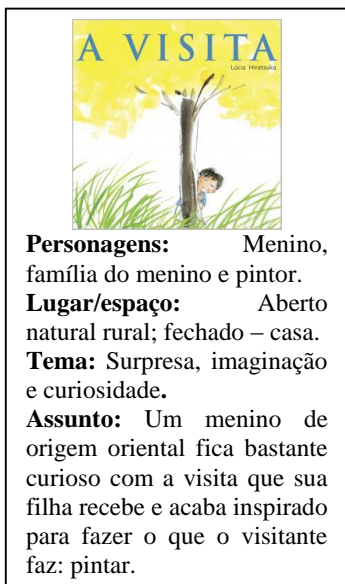 A VISITA
Lúcia Hiratsuka
Personagens: Menino,
família do menino e pintor.
Lugar/espaço: Aberto
natural rural; fechado – casa.
Tema: Surpresa, imaginação
e curiosidade.
Assunto: Um menino de
origem oriental fica bastante
curioso com a visita que sua
filha recebe e acaba inspirado
para fazer o que o visitante
faz: pintar.